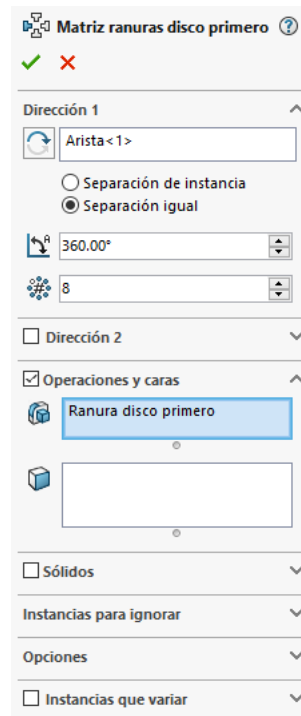 Matriz ranuras disco primero
Dirección 1
Arista<1>
Separación de instancia
Separación igual
360.00°
8
Dirección 2
Operaciones y caras
Ranura disco primero
Sólidos
Instancias para ignorar
Opciones
Instancias que variar